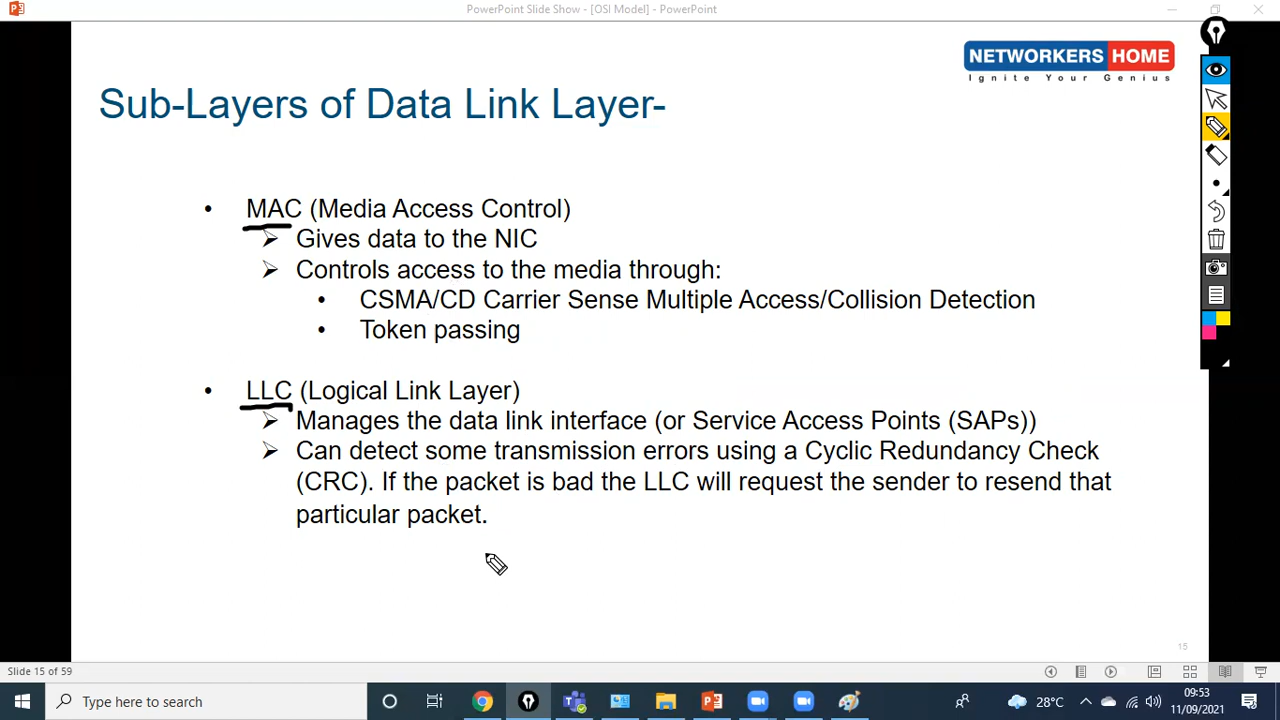 PowerPoint Slide Show - [OSI Model] - PowerPoint
NETWORKERS HOME
Ignite Your Genius
Sub-Layers of Data Link Layer-
• MAC (Media Access Control)
Gives data to the NIC
Controls access to the media through:
• CSMA/CD Carrier Sense Multiple Access/Collision Detection
• Token passing
• LLC (Logical Link Layer)
Manages the data link interface (or Service Access Points (SAPs))
Can detect some transmission errors using a Cyclic Redundancy Check
(CRC). If the packet is bad the LLC will request the sender to resend that
particular packet.
15
Slide 15 of 59
Type here to search
28°C
09:53
11/09/2021